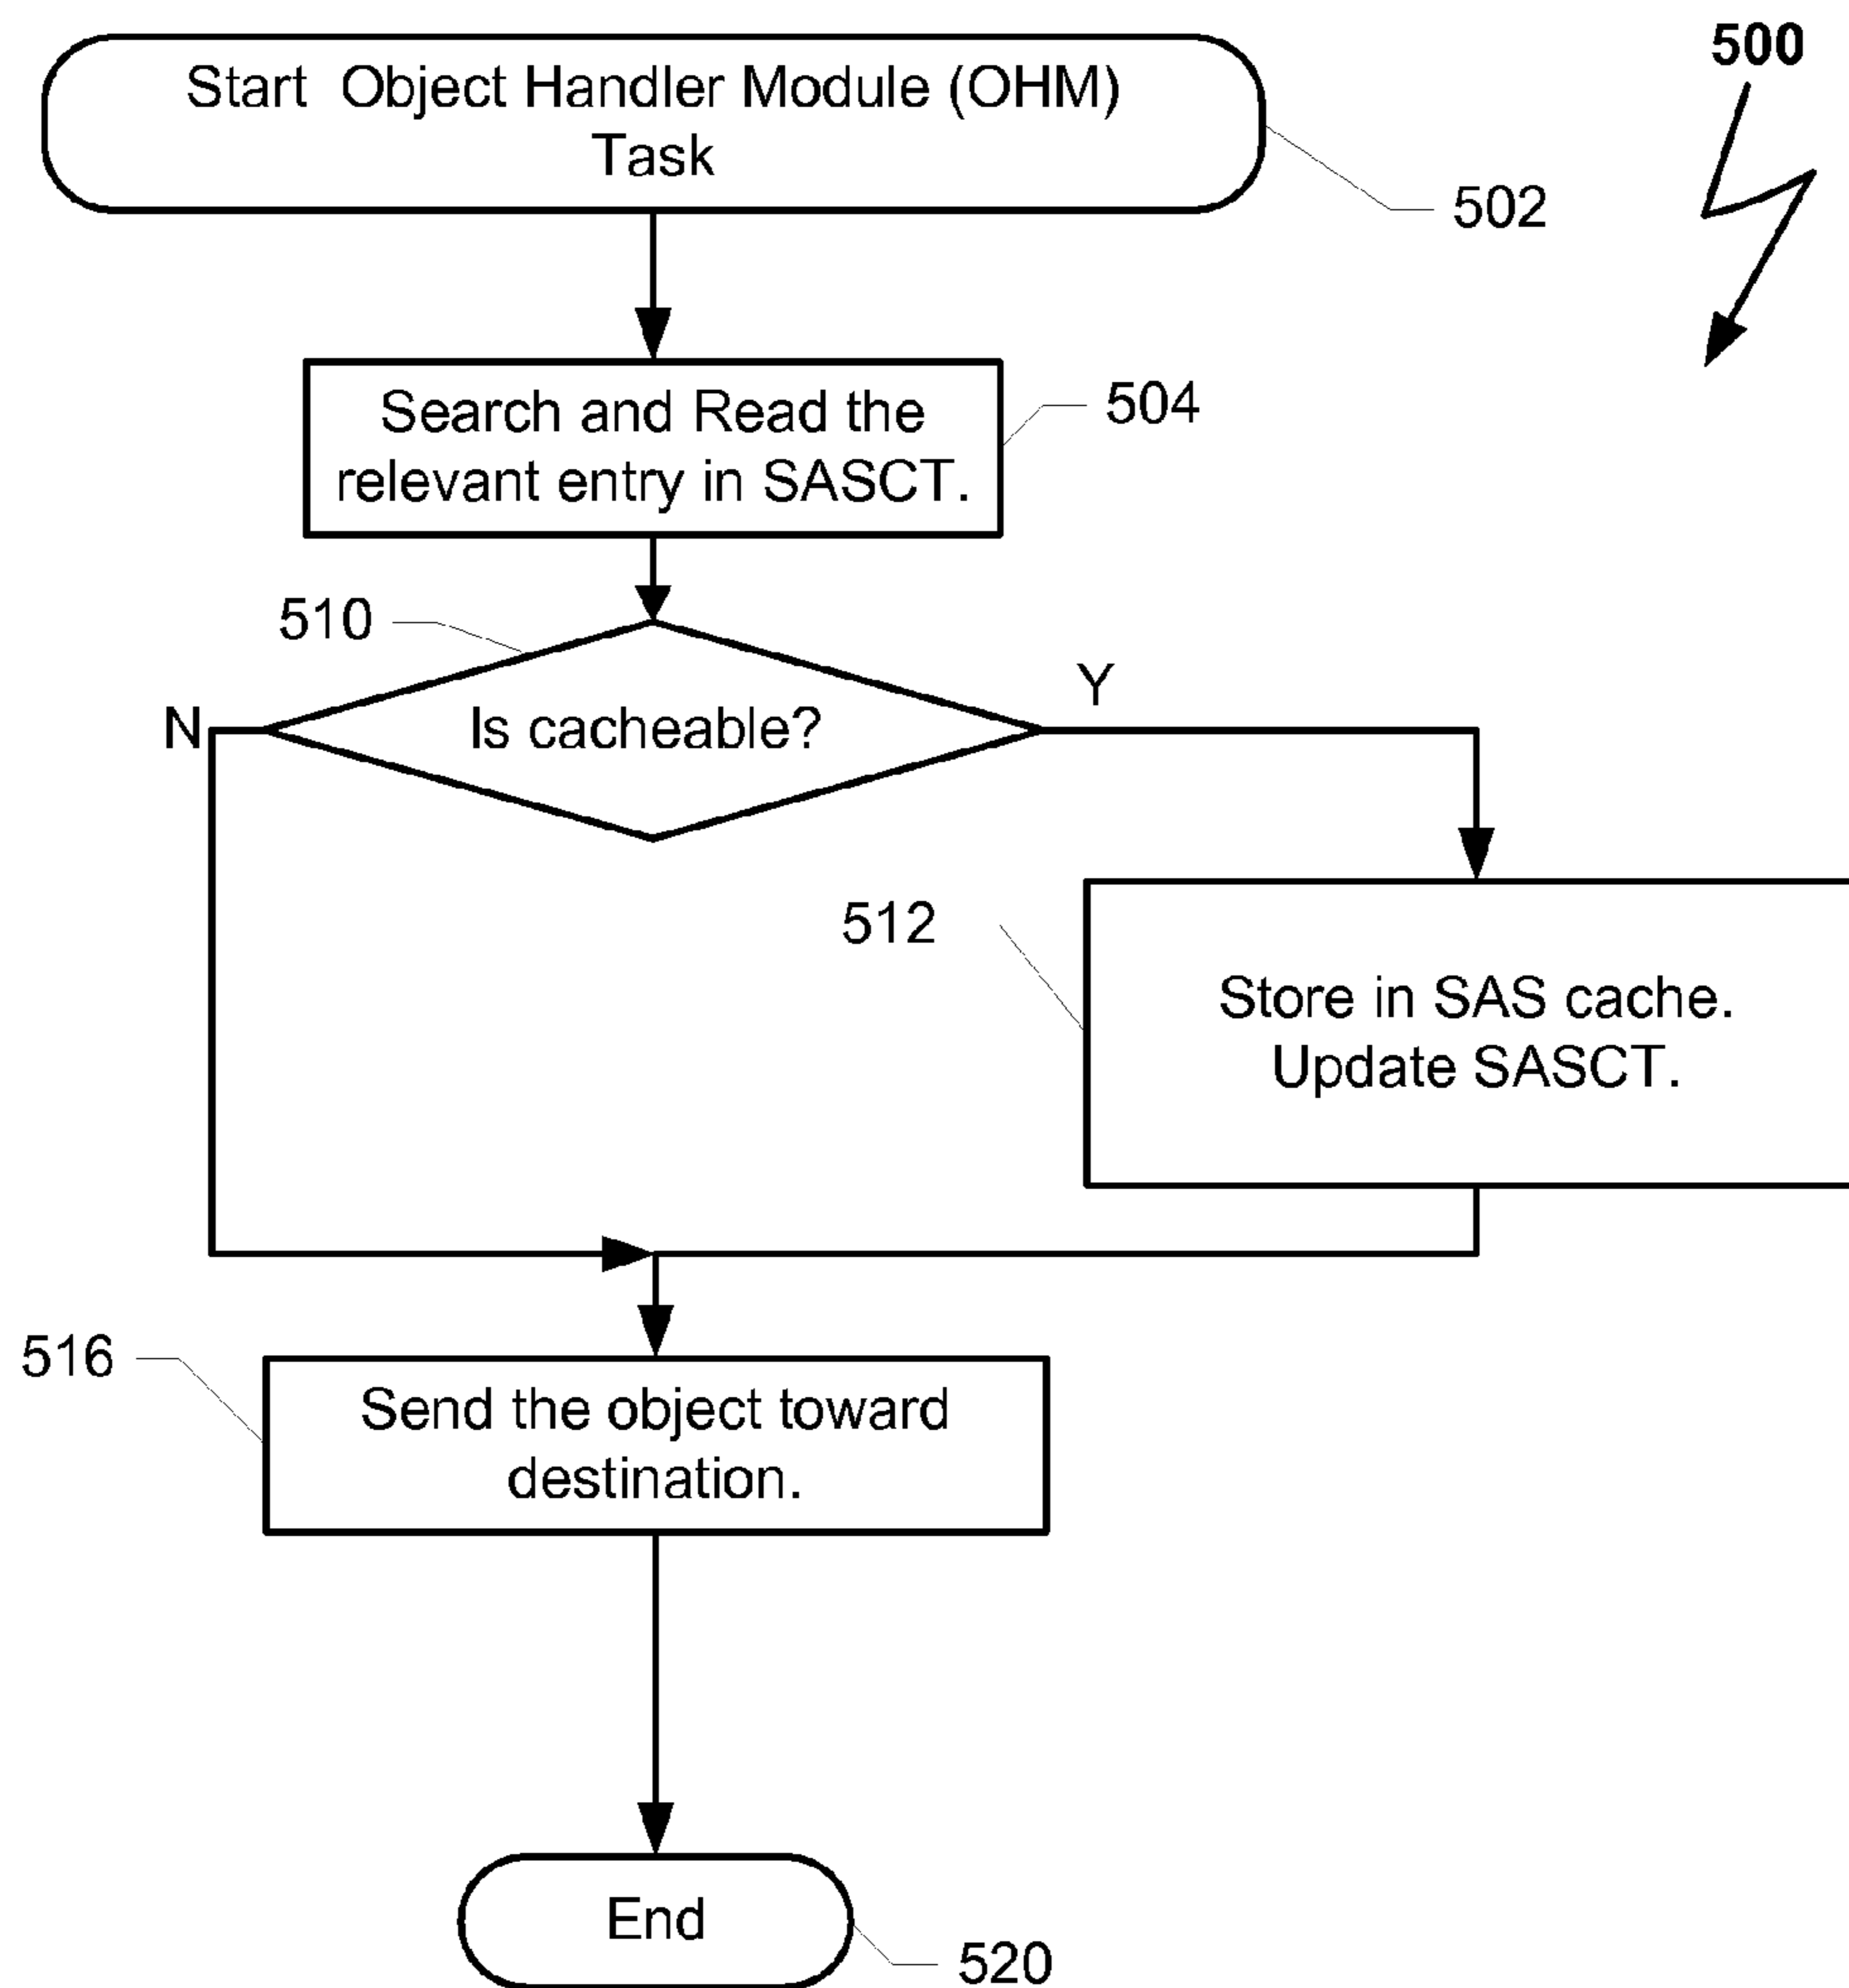 500
Start Object Handler Module (OHM)
Task
502
Search and Read the
relevant entry in SASCT.
504
510
Is cacheable?
N
Y
512
Store in SAS cache.
Update SASCT.
516
Send the object toward
destination.
End
520